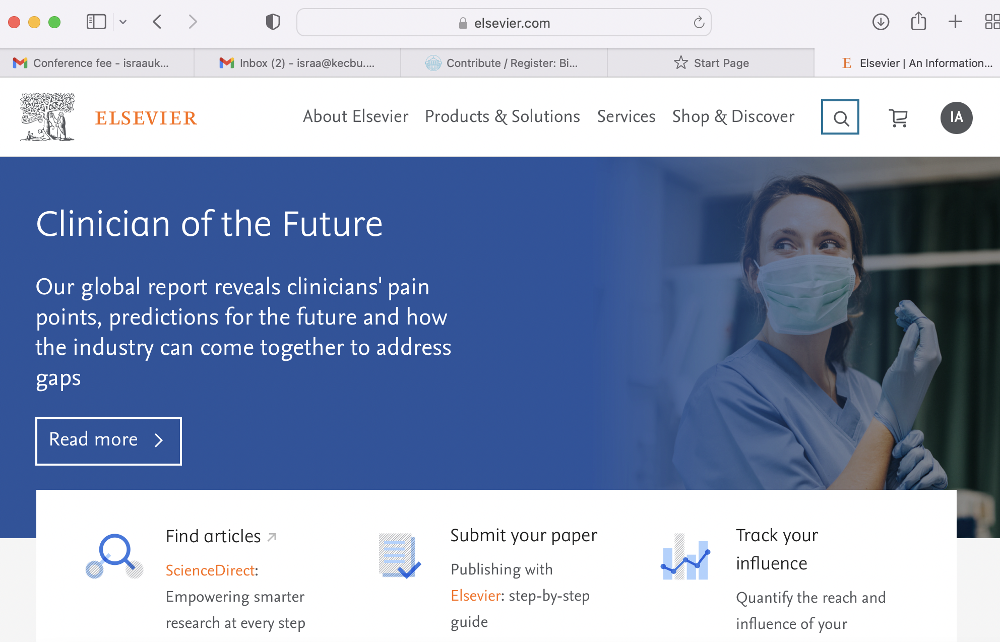 elsevier.com
Conference fee - israauk...
Inbox (2) - israa@kecbu....
Contribute / Register: Bi...
Start Page
E Elsevier | An Information...
NON SOLUS
ELSEVIER
About Elsevier
Products & Solutions
Services
Shop & Discover
IA
Clinician of the Future
Our global report reveals clinicians' pain
points, predictions for the future and how
the industry can come together to address
gaps
Read more
Find articles
ScienceDirect:
Empowering smarter
research at every step
Submit your paper
Publishing with
Elsevier: step-by-step
guide
Track your
influence
Quantify the reach and
influence of your